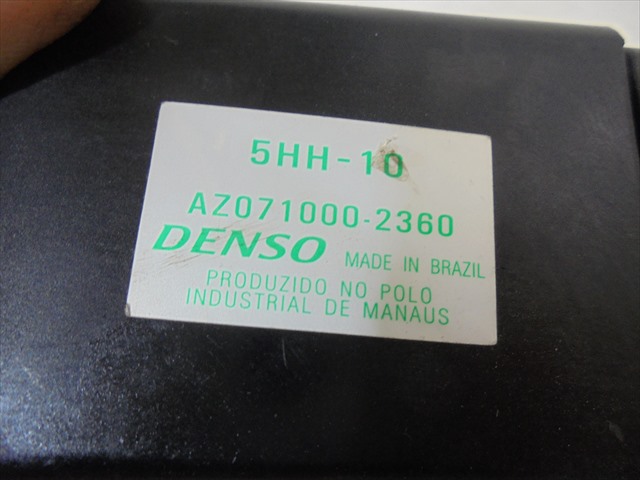 5HH-10
AZ071000-2360
DENSO MADE IN BRAZIL
PRODUZIDO NO POLO
INDUSTRIAL DE MANAUS